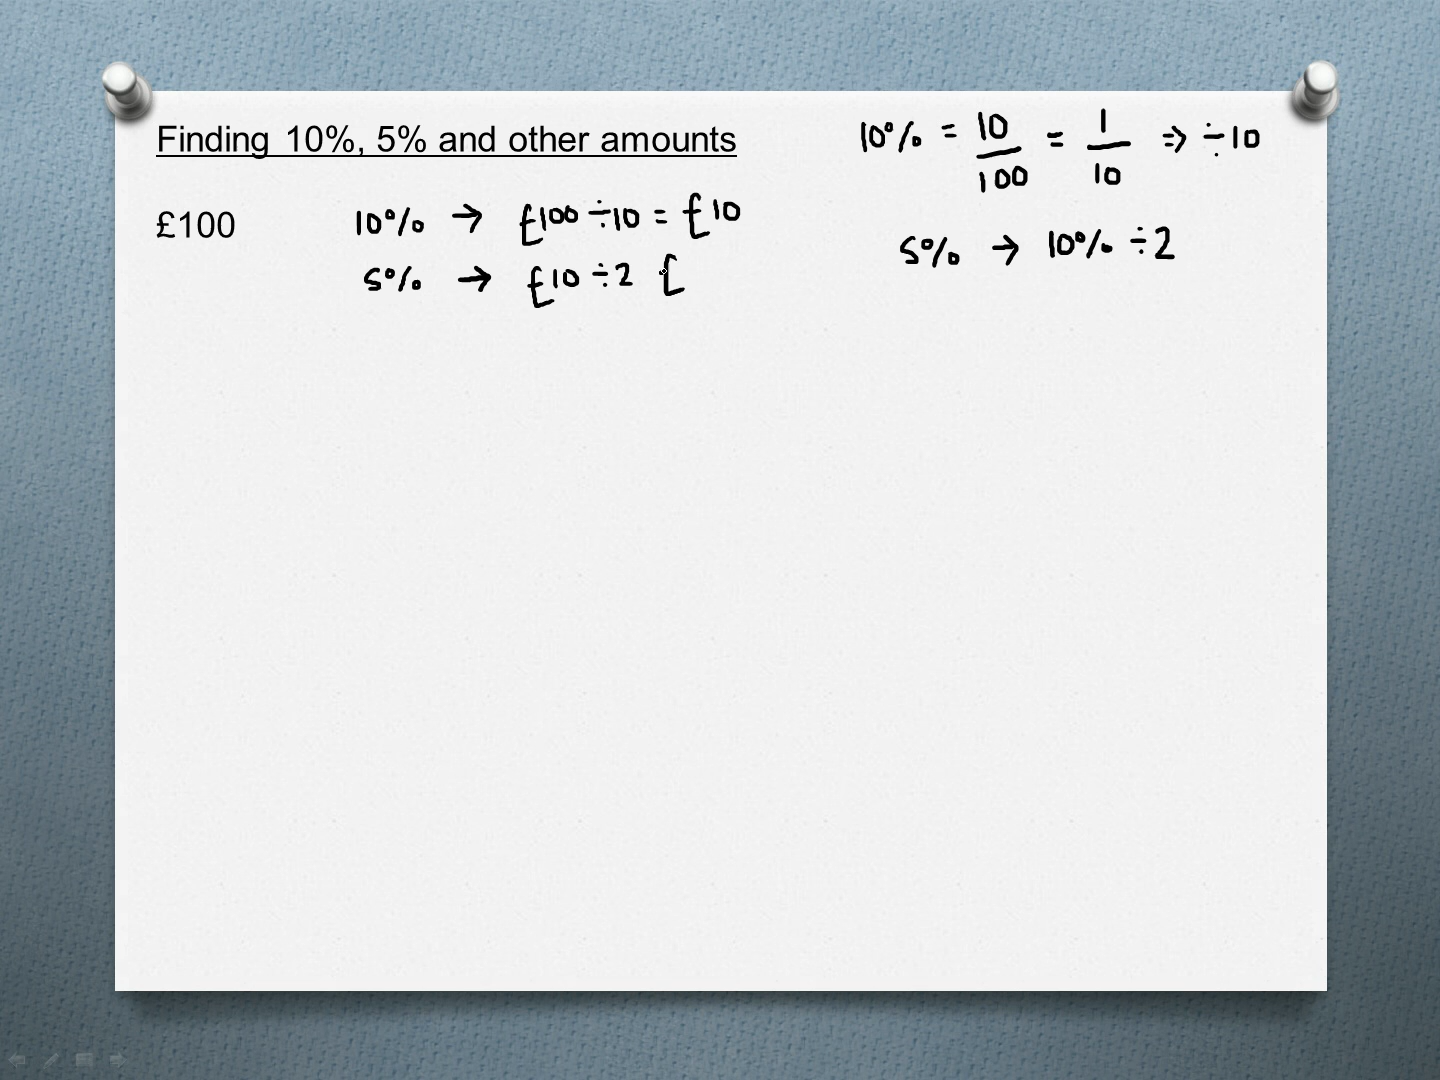 Finding 10%, 5% and other amounts
10% = 10/100 = 1/10 ⇒ ÷10
£100 10% → £100 ÷10 = £10
5% → 10% ÷2
5% → £10 ÷2 £